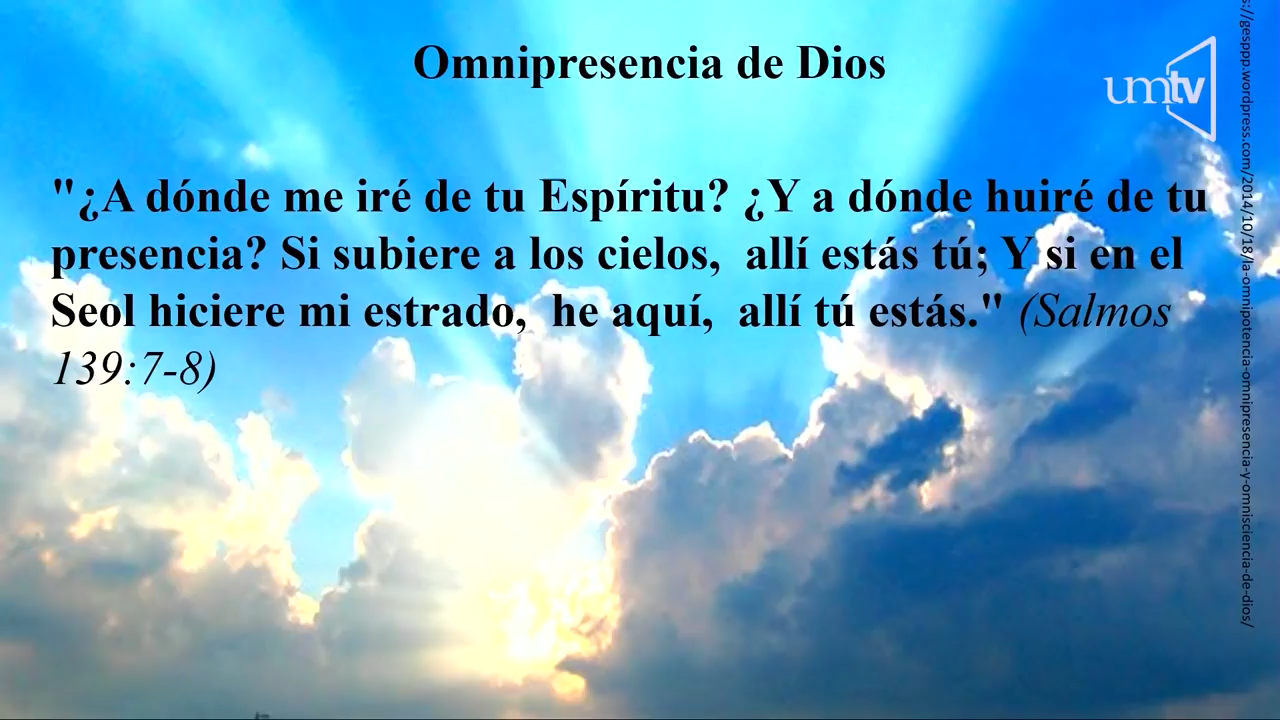 Omnipresencia de Dios
umtv
"¿A dónde me iré de tu Espíritu? ¿Y a dónde huiré de tu
presencia? Si subiere a los cielos, allí estás tú; Y si en el
Seol hiciere mi estrado, he aquí, allí tú estás." (Salmos
139:7-8)
s://gesppp.wordpress.com/2014/10/18/la-omnipotencia-omnipresencia-y-omnisciencia-de-dios/